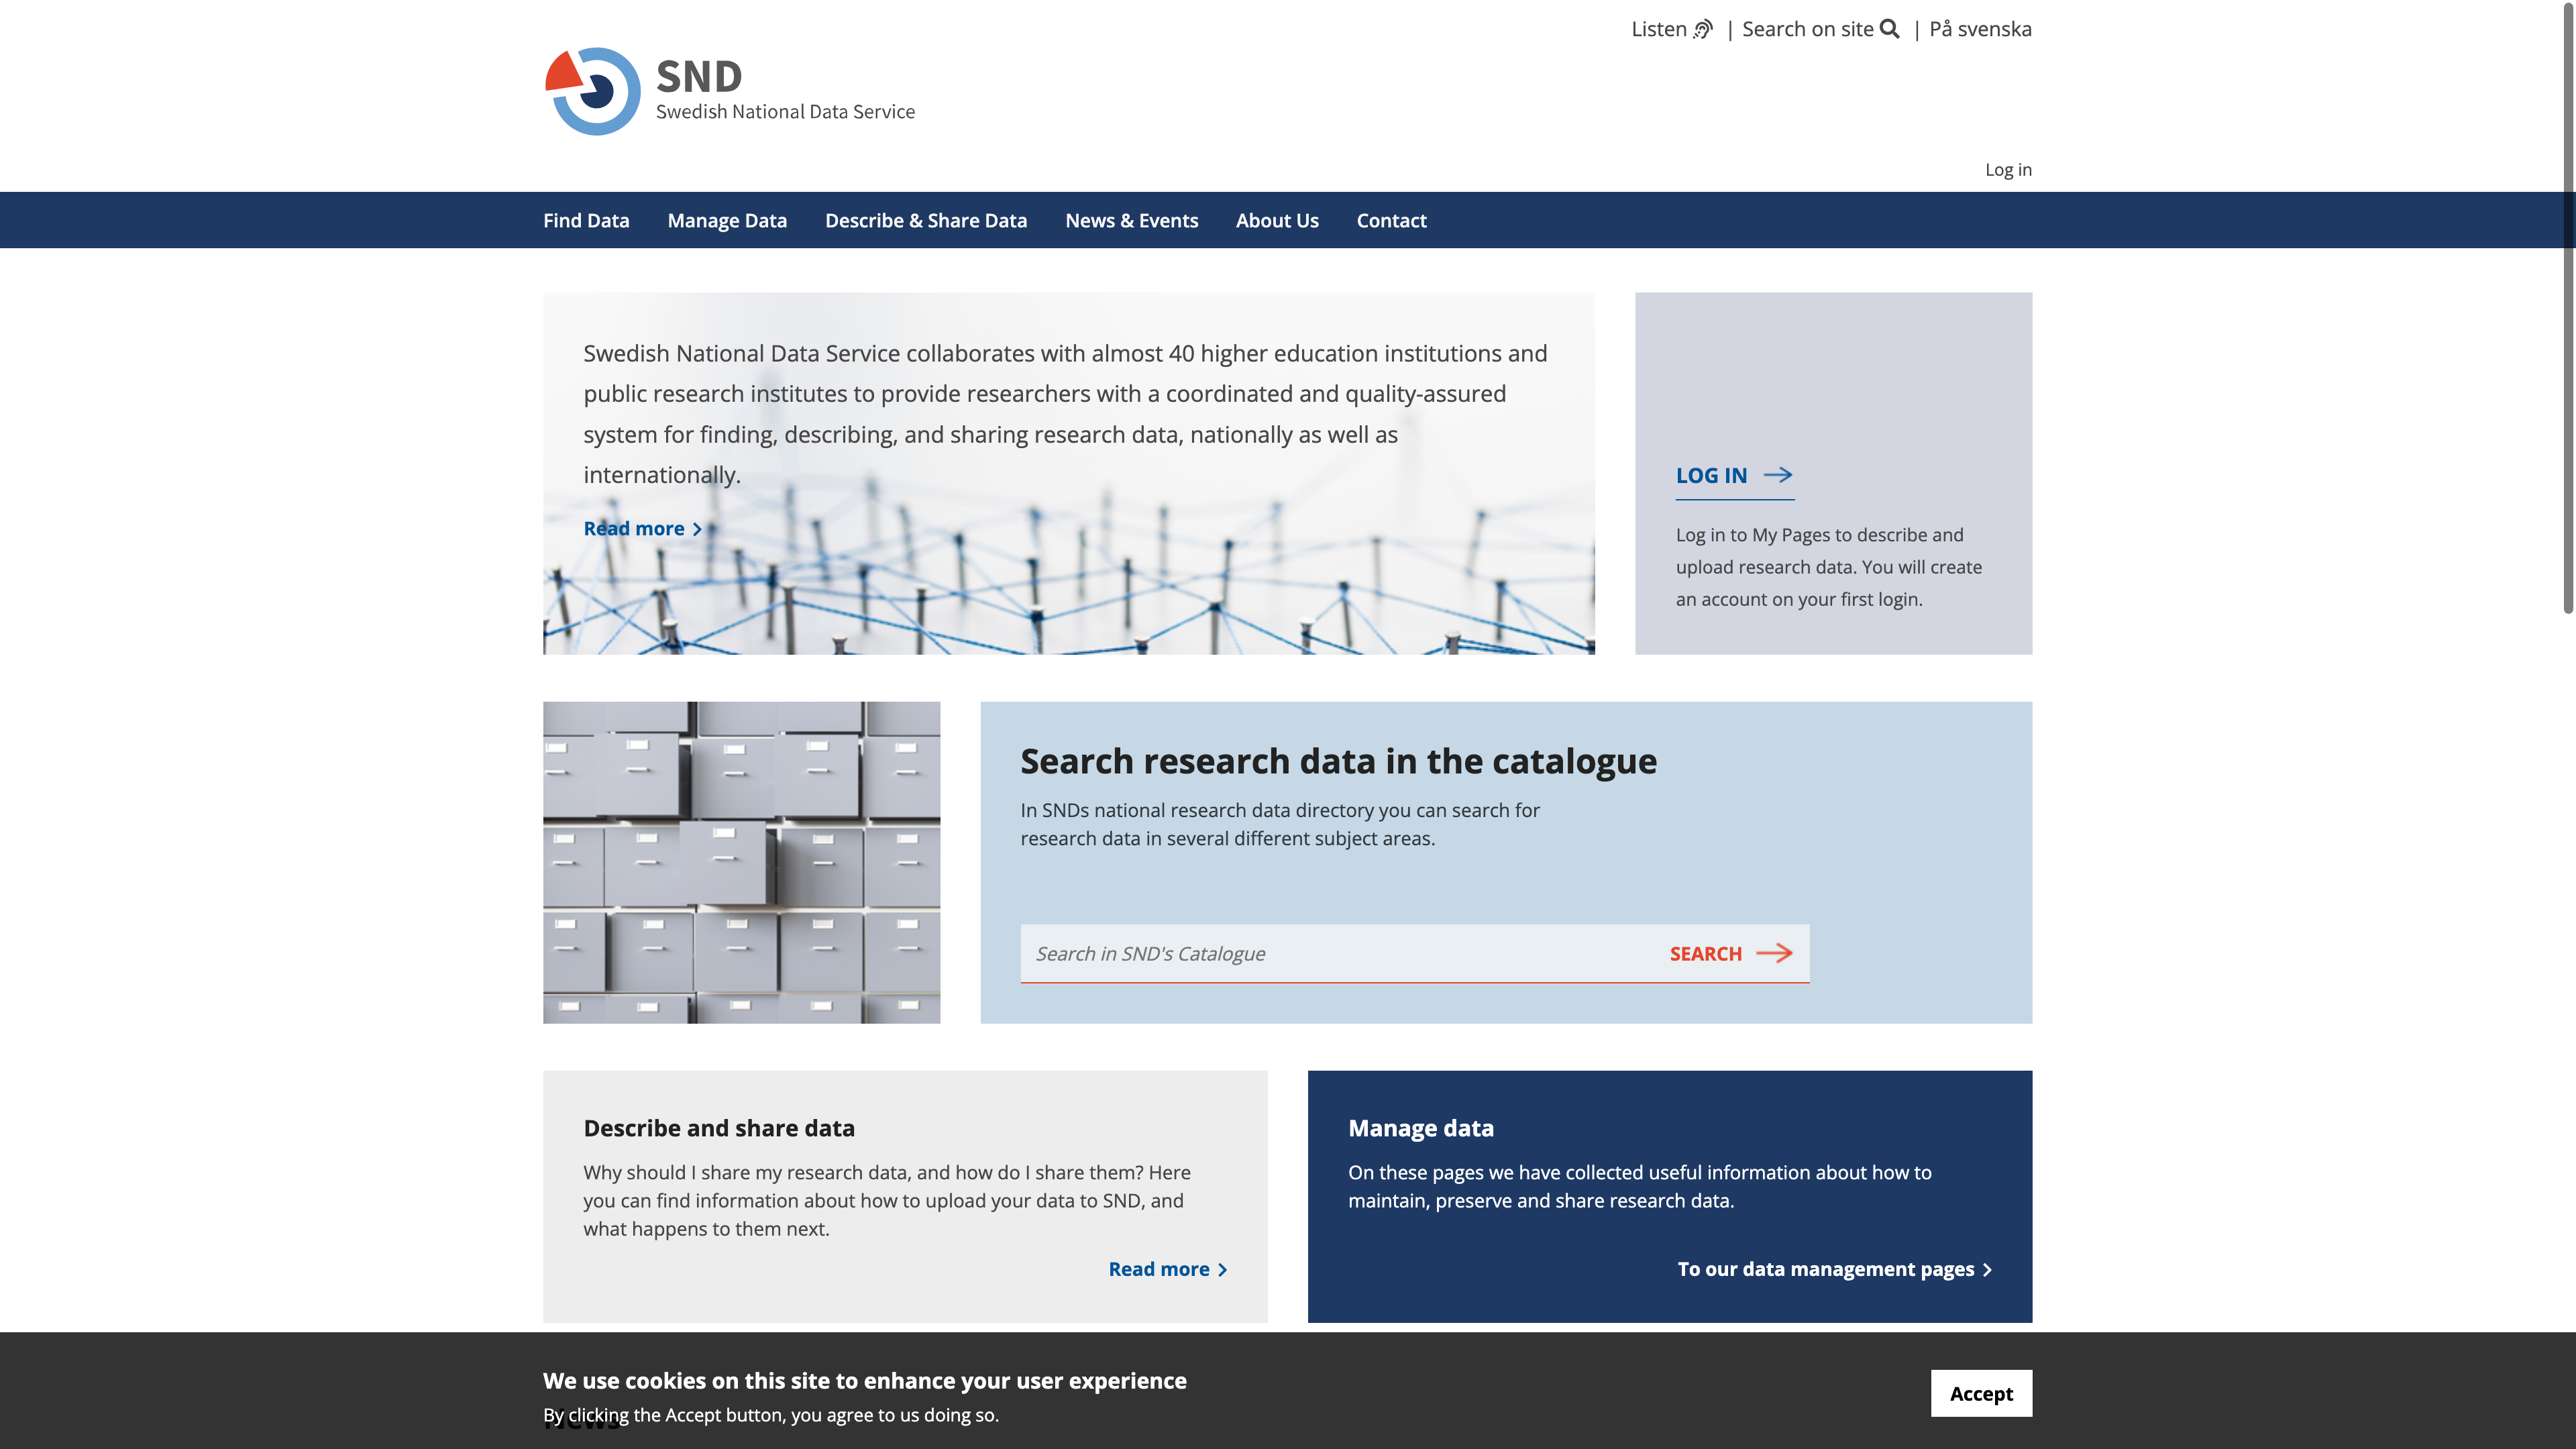 Listen | Search on site | På svenska
SND
Swedish National Data Service
Log in
Find Data Manage Data Describe & Share Data News & Events About Us Contact
Swedish National Data Service collaborates with almost 40 higher education institutions and
public research institutes to provide researchers with a coordinated and quality-assured
system for finding, describing, and sharing research data, nationally as well as
internationally.
Read more
LOG IN
Log in to My Pages to describe and
upload research data. You will create
an account on your first login.
Search research data in the catalogue
In SNDs national research data directory you can search for
research data in several different subject areas.
Search in SND's Catalogue SEARCH
Describe and share data
Why should I share my research data, and how do I share them? Here
you can find information about how to upload your data to SND, and
what happens to them next.
Read more
Manage data
On these pages we have collected useful information about how to
maintain, preserve and share research data.
To our data management pages
We use cookies on this site to enhance your user experience
By clicking the Accept button, you agree to us doing so.
Accept
News